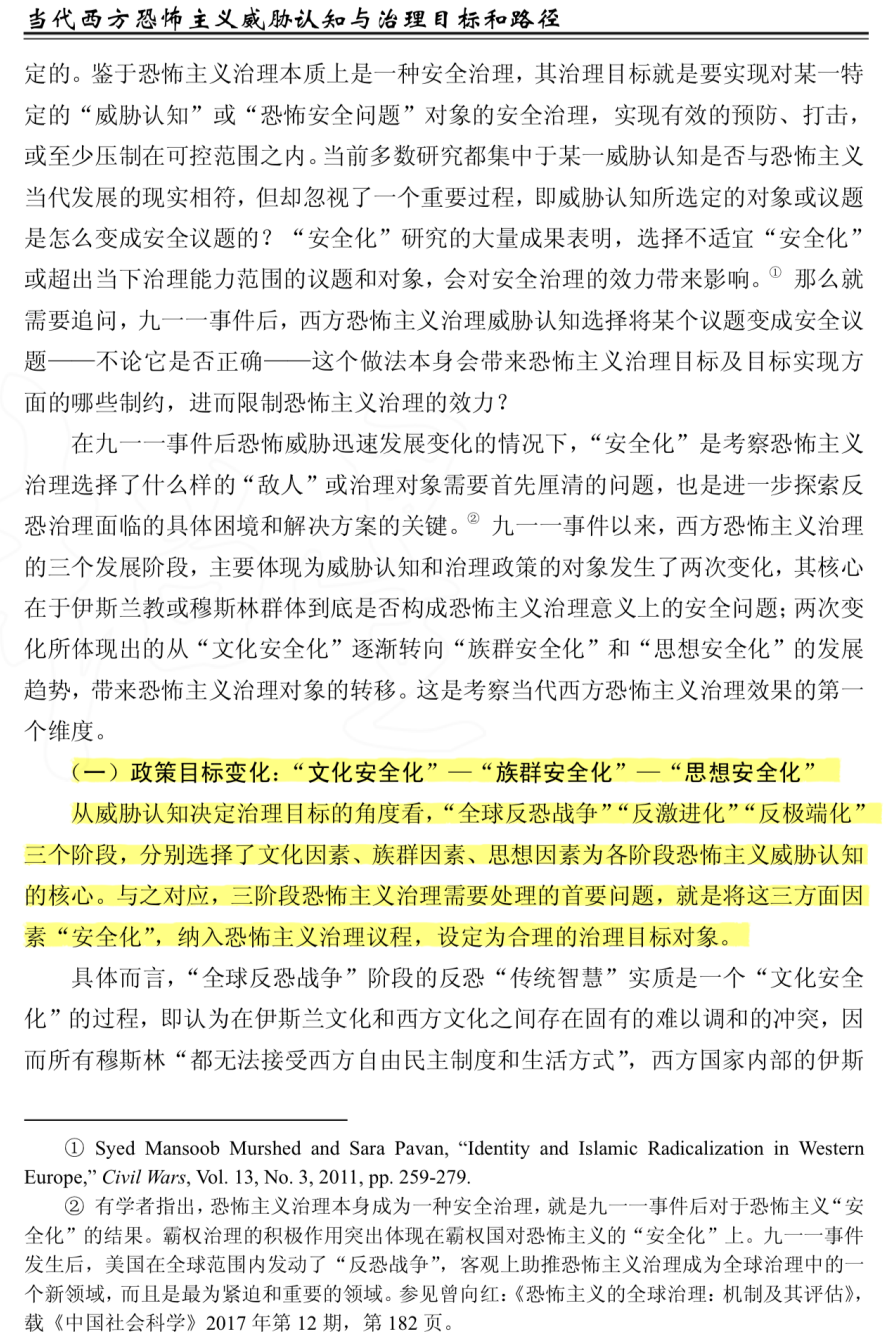 当代西方恐怖主义威胁认知与治理目标和路径
定的。鉴于恐怖主义治理本质上是一种安全治理，其治理目标就是要实现对某一特
定的“威胁认知”或“恐怖安全问题”对象的安全治理，实现有效的预防、打击，
或至少压制在可控范围之内。当前多数研究都集中于某一威胁认知是否与恐怖主义
当代发展的现实相符，但却忽视了一个重要过程，即威胁认知所选定的对象或议题
是怎么变成安全议题的？“安全化”研究的大量成果表明，选择不适宜“安全化”
或超出当下治理能力范围的议题和对象，会对安全治理的效力带来影响。① 那么就
需要追问，九一一事件后，西方恐怖主义治理威胁认知选择将某个议题变成安全议
题——不论它是否正确——这个做法本身会带来恐怖主义治理目标及目标实现方
面的哪些制约，进而限制恐怖主义治理的效力？
在九一一事件后恐怖威胁迅速发展变化的情况下，“安全化”是考察恐怖主义
治理选择了什么样的“敌人”或治理对象需要首先厘清的问题，也是进一步探索反
恐治理面临的具体困境和解决方案的关键。② 九一一事件以来，西方恐怖主义治理
的三个发展阶段，主要体现为威胁认知和治理政策的对象发生了两次变化，其核心
在于伊斯兰教或穆斯林群体到底是否构成恐怖主义治理意义上的安全问题；两次变
化所体现出的从“文化安全化”逐渐转向“族群安全化”和“思想安全化”的发展
趋势，带来恐怖主义治理对象的转移。这是考察当代西方恐怖主义治理效果的第一
个维度。
（一）政策目标变化：“文化安全化”—“族群安全化”—“思想安全化”
从威胁认知决定治理目标的角度看，“全球反恐战争”“反激进化”“反极端化”
三个阶段，分别选择了文化因素、族群因素、思想因素为各阶段恐怖主义威胁认知
的核心。与之对应，三阶段恐怖主义治理需要处理的首要问题，就是将这三方面因
素“安全化”，纳入恐怖主义治理议程，设定为合理的治理目标对象。
具体而言，“全球反恐战争”阶段的反恐“传统智慧”实质是一个“文化安全
化”的过程，即认为在伊斯兰文化和西方文化之间存在固有的难以调和的冲突，因
而所有穆斯林“都无法接受西方自由民主制度和生活方式”，西方国家内部的伊斯
① Syed Mansoob Murshed and Sara Pavan, “Identity and Islamic Radicalization in Western
Europe,” Civil Wars, Vol. 13, No. 3, 2011, pp. 259-279.
② 有学者指出，恐怖主义治理本身成为一种安全治理，就是九一一事件后对于恐怖主义“安
全化”的结果。霸权治理的积极作用突出体现在霸权国对恐怖主义的“安全化”上。九一一事件
发生后，美国在全球范围内发动了“反恐战争”，客观上助推恐怖主义治理成为全球治理中的一
个新领域，而且是最为紧迫和重要的领域。参见曾向红：《恐怖主义的全球治理：机制及其评估》，
载《中国社会科学》2017 年第 12 期，第 182 页。